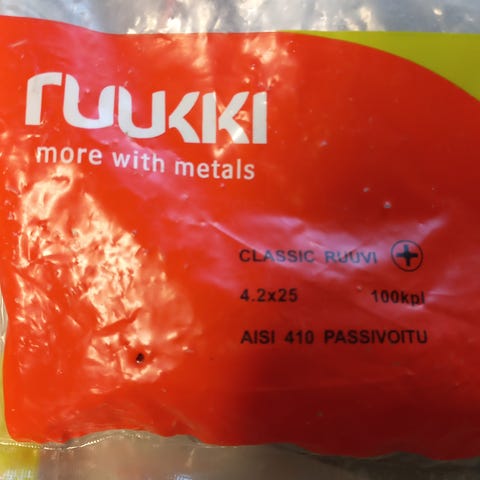 ruukki
more with metals
CLASSIC RUUVI
4.2x25 100kpl
AISI 410 PASSIVOITU